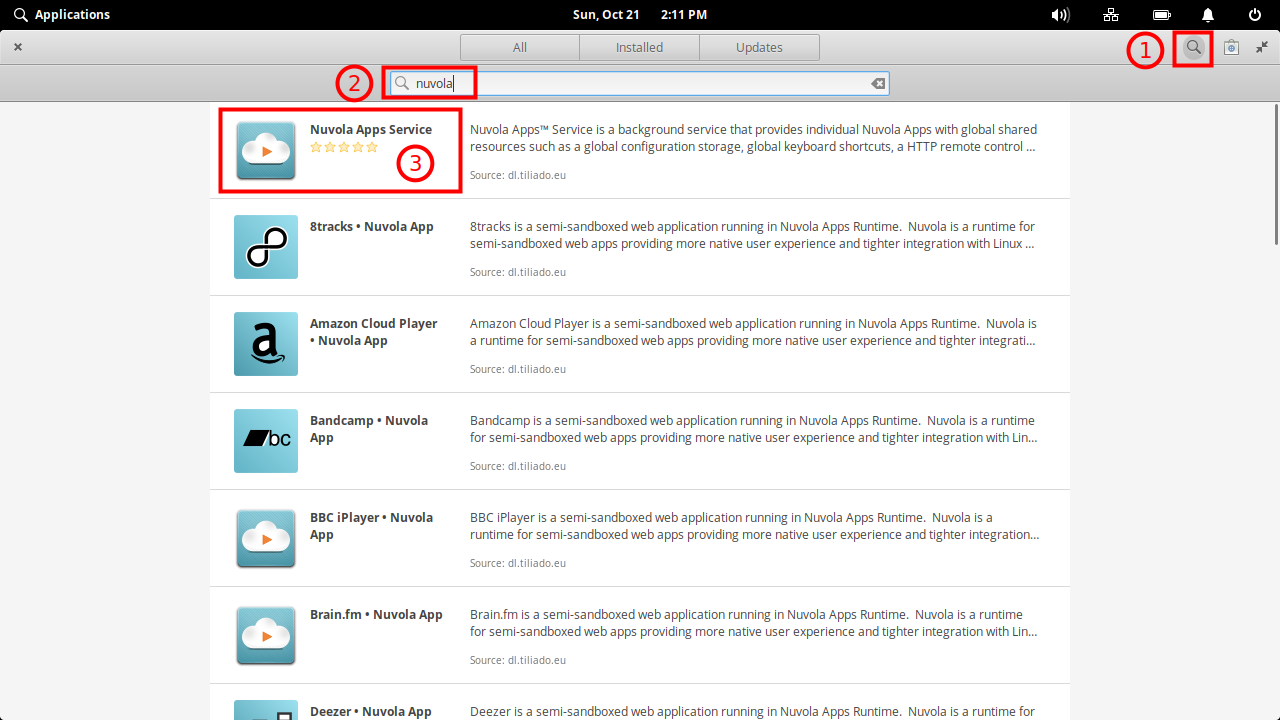 Applications
Sun, Oct 21 2:11 PM
All Installed Updates
1
2
nuvola
Nuvola Apps Service
3
Nuvola Apps™ Service is a background service that provides individual Nuvola Apps with global shared
resources such as a global configuration storage, global keyboard shortcuts, a HTTP remote control ...
Source: dl.tiliado.eu
8tracks • Nuvola App
8tracks is a semi-sandboxed web application running in Nuvola Apps Runtime. Nuvola is a runtime for
semi-sandboxed web apps providing more native user experience and tighter integration with Linux ...
Source: dl.tiliado.eu
a
Amazon Cloud Player
• Nuvola App
Amazon Cloud Player is a semi-sandboxed web application running in Nuvola Apps Runtime. Nuvola is
a runtime for semi-sandboxed web apps providing more native user experience and tighter integrati...
Source: dl.tiliado.eu
bc
Bandcamp • Nuvola
App
Bandcamp is a semi-sandboxed web application running in Nuvola Apps Runtime. Nuvola is a runtime
for semi-sandboxed web apps providing more native user experience and tighter integration with Lin...
Source: dl.tiliado.eu
BBC iPlayer • Nuvola
App
BBC iPlayer is a semi-sandboxed web application running in Nuvola Apps Runtime. Nuvola is a
runtime for semi-sandboxed web apps providing more native user experience and tighter integration...
Source: dl.tiliado.eu
Brain.fm • Nuvola App
Brain.fm is a semi-sandboxed web application running in Nuvola Apps Runtime. Nuvola is a runtime
for semi-sandboxed web apps providing more native user experience and tighter integration with Lin...
Source: dl.tiliado.eu
Deezer • Nuvola App
Deezer is a semi-sandboxed web application running in Nuvola Apps Runtime. Nuvola is a runtime for